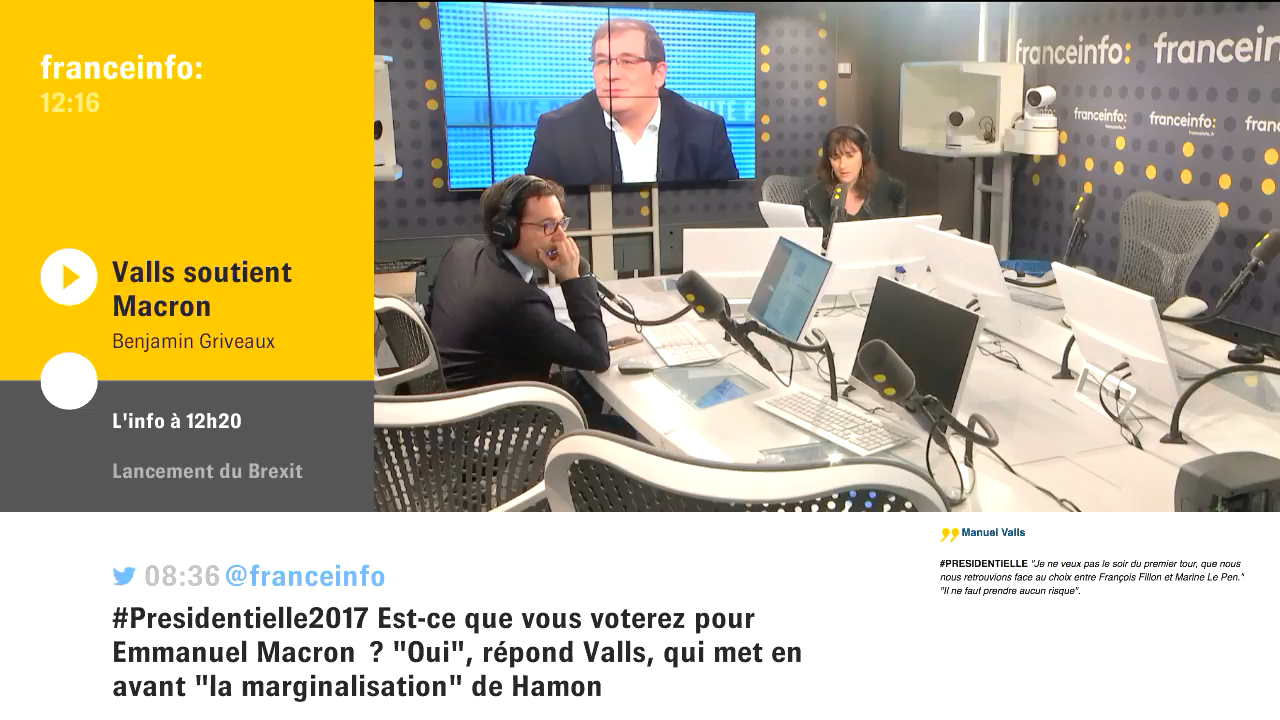 franceinfo:
12:16
Valls soutient
Macron
Benjamin Griveaux
L'info à 12h20
Lancement du Brexit
franceinfo:
franceinfo:
franceinfo:
08:36 @franceinfo
#Presidentielle2017 Est-ce que vous voterez pour
Emmanuel Macron ? "Oui", répond Valls, qui met en
avant "la marginalisation" de Hamon
Manuel Valls
#PRESIDENTIELLE "Je ne veux pas le soir du premier tour, que nous
nous retrouvions face au choix entre François Fillon et Marine Le Pen."
"Il ne faut prendre aucun risque".